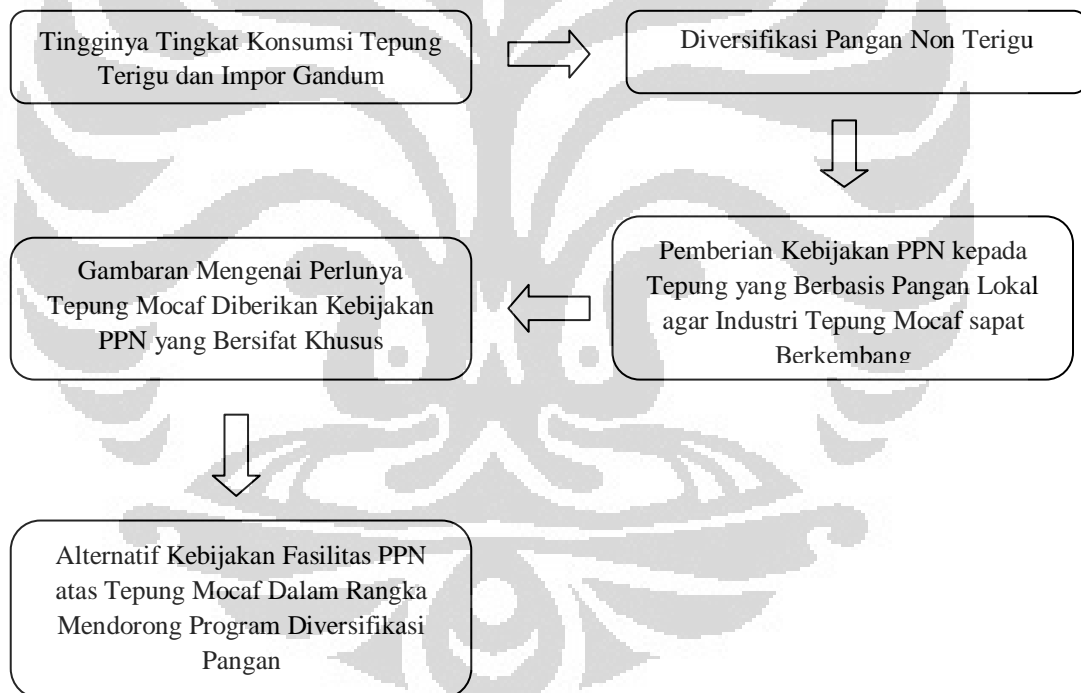 Tingginya Tingkat Konsumsi Tepung
Terigu dan Impor Gandum
Diversifikasi Pangan Non Terigu
Pemberian Kebijakan PPN kepada
Tepung yang Berbasis Pangan Lokal
agar Industri Tepung Mocaf sapat
Berkembang
Gambaran Mengenai Perlunya
Tepung Mocaf Diberikan Kebijakan
PPN yang Bersifat Khusus
Alternatif Kebijakan Fasilitas PPN
atas Tepung Mocaf Dalam Rangka
Mendorong Program Diversifikasi
Pangan